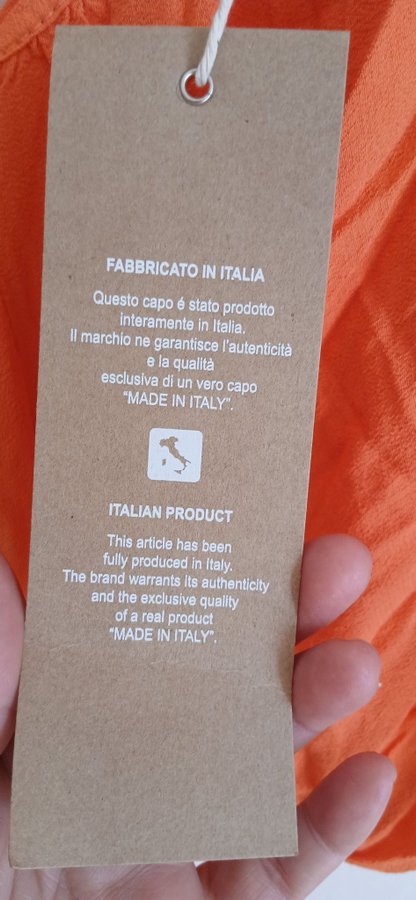 FABBRICATO IN ITALIA
Questo capo é stato prodotto
interamente in Italia.
Il marchio ne garantisce l'autenticità
e la qualità
esclusiva di un vero capo
“MADE IN ITALY”.
ITALIAN PRODUCT
This article has been
fully produced in Italy.
The brand warrants its authenticity
and the exclusive quality
of a real product
“MADE IN ITALY”.